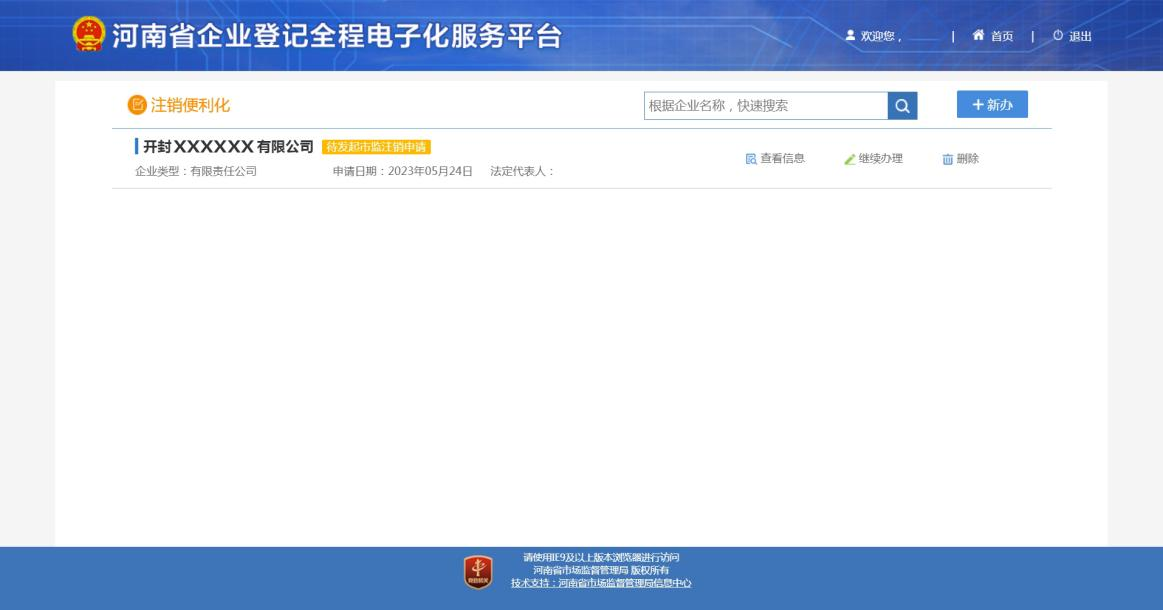 河南省企业登记全程电子化服务平台
欢迎您， | 首页 | 退出
注销便利化
根据企业名称，快速搜索
新办
开封XXXXXX有限公司 待发起市监注销申请
企业类型：有限责任公司 申请日期：2023年05月24日 法定代表人：
查看信息 继续办理 删除
请使用IE9及以上版本浏览器进行访问
河南省市场监督管理局 版权所有
技术支持：河南省市场监督管理局信息中心